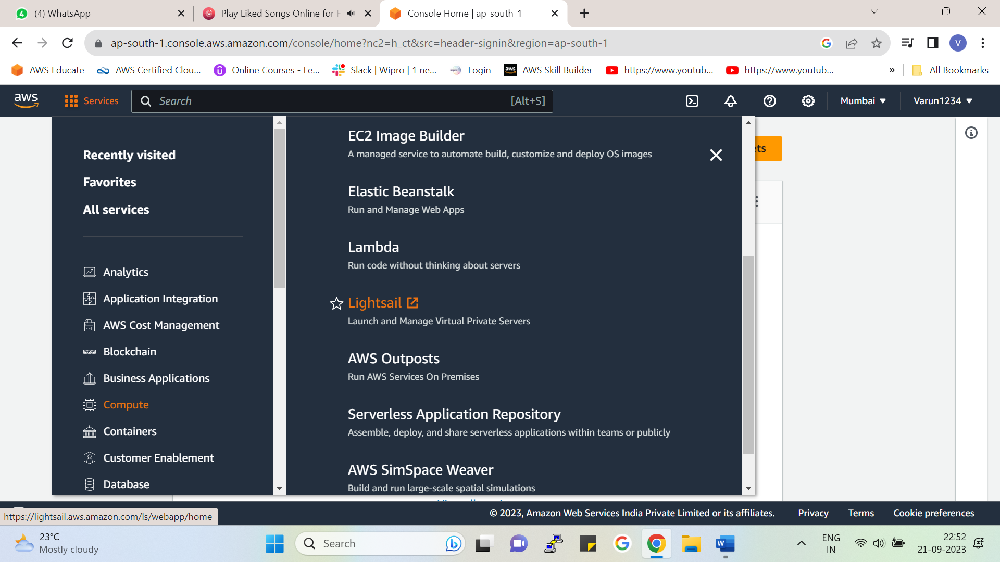 4
(4) WhatsApp
Play Liked Songs Online for F
Console Home | ap-south-1
ap-south-1.console.aws.amazon.com/console/home?nc2=h_ct&src=header-signin&region=ap-south-1
V
AWS Educate
AWS Certified Clou...
Online Courses - Le...
Slack | Wipro | 1 ne...
Login
AWS Skill Builder
https://www.youtub...
https://www.youtub...
»
All Bookmarks
aws
Services
Search
[Alt+S]
Mumbai
Varun1234
Recently visited
Favorites
All services
Analytics
Application Integration
AWS Cost Management
Blockchain
Business Applications
Compute
Containers
Customer Enablement
Database
EC2 Image Builder
A managed service to automate build, customize and deploy OS images
Elastic Beanstalk
Run and Manage Web Apps
Lambda
Run code without thinking about servers
Lightsail
Launch and Manage Virtual Private Servers
AWS Outposts
Run AWS Services On Premises
Serverless Application Repository
Assemble, deploy, and share serverless applications within teams or publicly
AWS SimSpace Weaver
Build and run large-scale spatial simulations
ets
https://lightsail.aws.amazon.com/ls/webapp/home
© 2023, Amazon Web Services India Private Limited or its affiliates.
Privacy
Terms
Cookie preferences
23°C
Mostly cloudy
Search
ENG
IN
22:52
21-09-2023